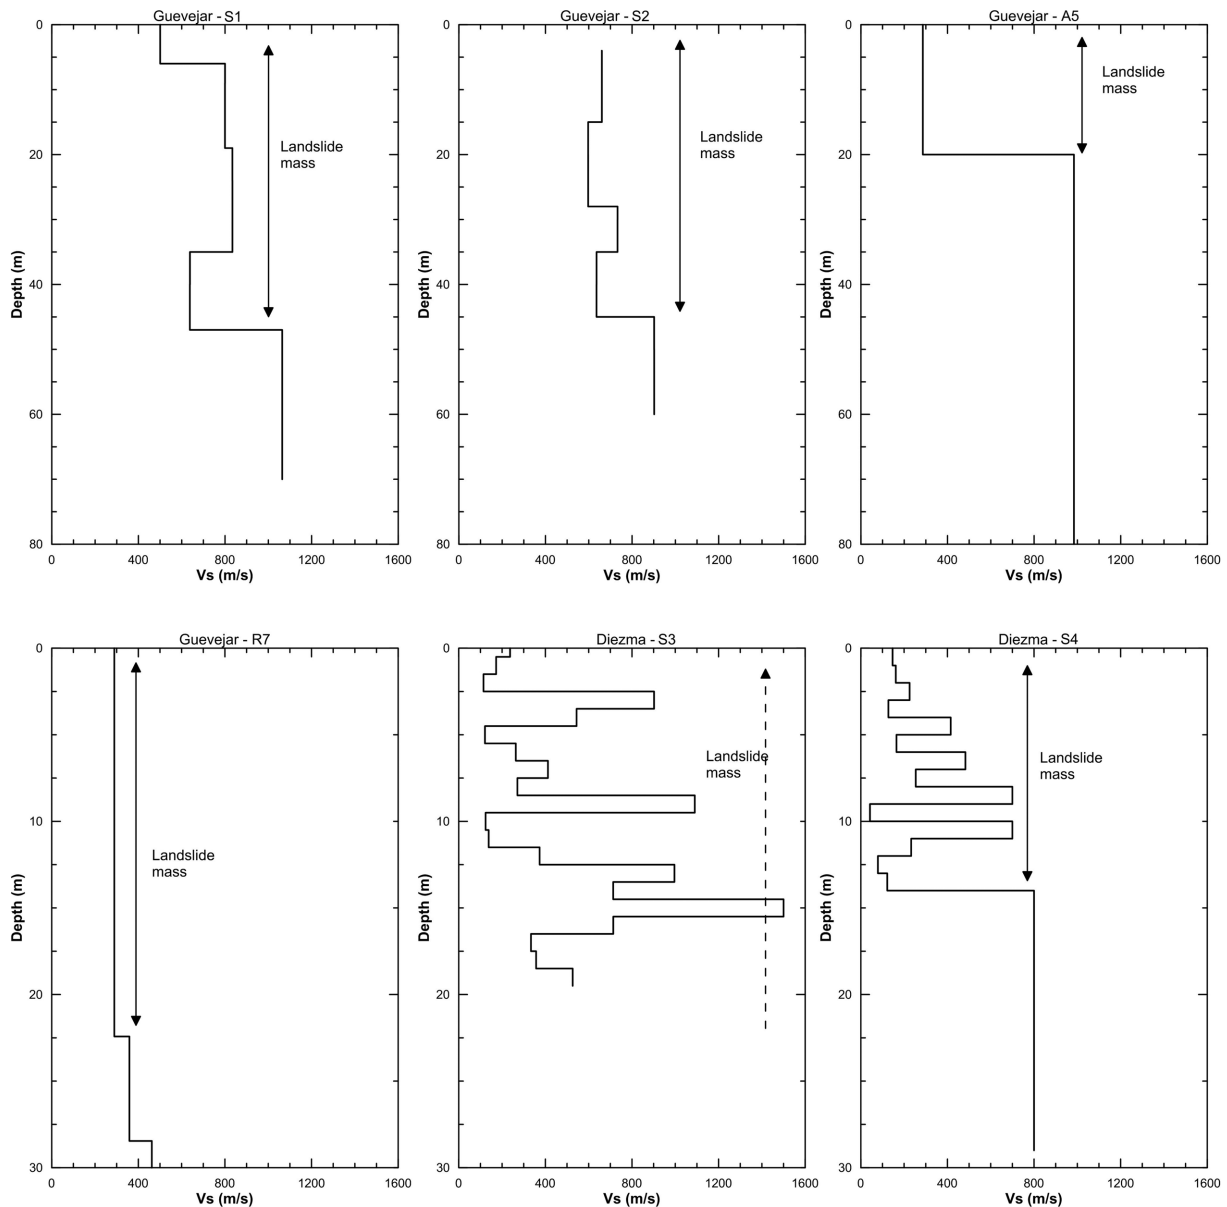 Guevejar - S1
0
20
40
60
80
Depth (m)
Landslide
mass
0 400 800 1200 1600
Vs (m/s)
Guevejar - S2
0
20
40
60
80
Depth (m)
Landslide
mass
0 400 800 1200 1600
Vs (m/s)
Guevejar - A5
0
20
40
60
80
Depth (m)
Landslide
mass
0 400 800 1200 1600
Vs (m/s)
Guevejar - R7
0
10
20
30
Depth (m)
Landslide
mass
0 400 800 1200 1600
Vs (m/s)
Diezma - S3
0
10
20
30
Depth (m)
Landslide
mass
0 400 800 1200 1600
Vs (m/s)
Diezma - S4
0
10
20
30
Depth (m)
Landslide
mass
0 400 800 1200 1600
Vs (m/s)